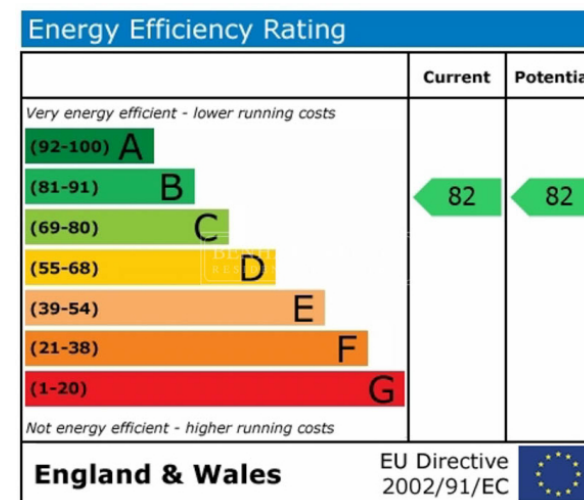 Energy Efficiency Rating
Current Potentia
Very energy efficient - lower running costs
(92-100) A
(81-91) B 82 82
(69-80) C
(55-68) D
(39-54) E
(21-38) F
(1-20) G
Not energy efficient - higher running costs
England & Wales
EU Directive
2002/91/EC